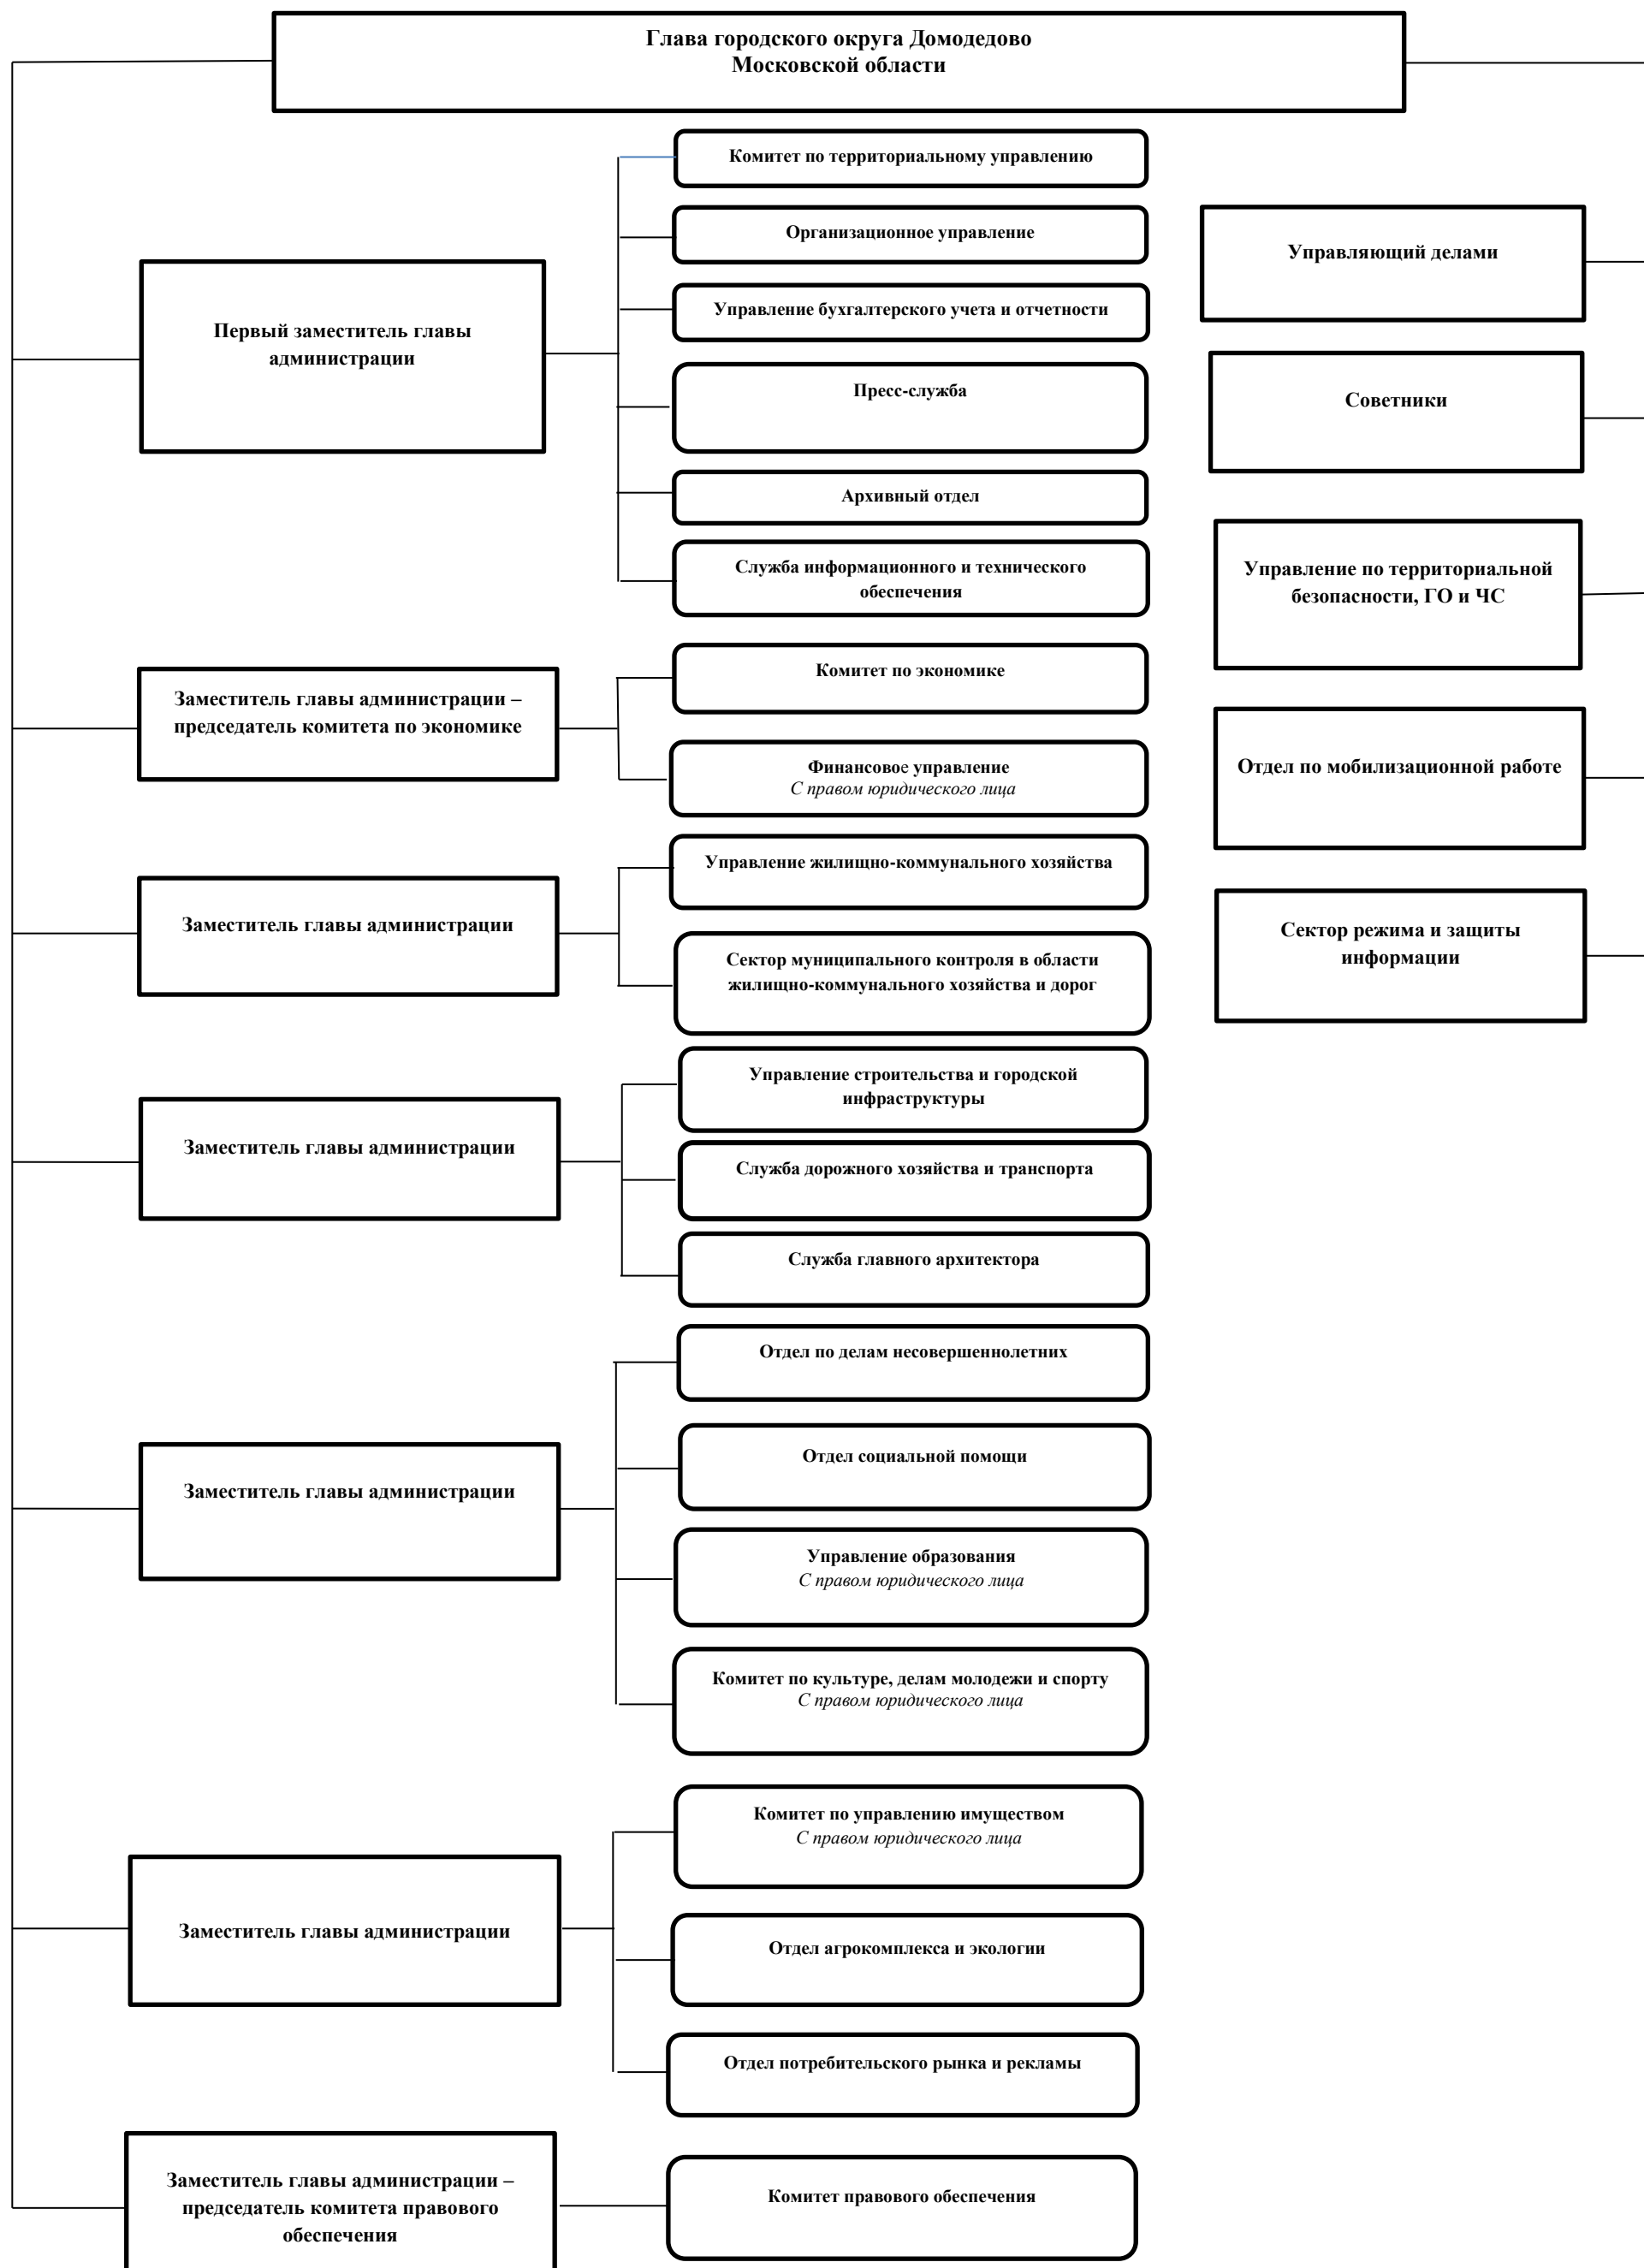 Глава городского округа Домодедово
Московской области
Комитет по территориальному управлению
Организационное управление
Управление бухгалтерского учета и отчетности
Первый заместитель главы
администрации
Пресс-служба
Архивный отдел
Служба информационного и технического
обеспечения
Управляющий делами
Советники
Управление по территориальной
безопасности, ГО и ЧС
Отдел по мобилизационной работе
Сектор режима и защиты
информации
Заместитель главы администрации –
председатель комитета по экономике
Комитет по экономике
Финансовое управление
С правом юридического лица
Заместитель главы администрации
Управление жилищно-коммунального хозяйства
Сектор муниципального контроля в области
жилищно-коммунального хозяйства и дорог
Заместитель главы администрации
Управление строительства и городской
инфраструктуры
Служба дорожного хозяйства и транспорта
Служба главного архитектора
Заместитель главы администрации
Отдел по делам несовершеннолетних
Отдел социальной помощи
Управление образования
С правом юридического лица
Комитет по культуре, делам молодежи и спорту
С правом юридического лица
Заместитель главы администрации
Комитет по управлению имуществом
С правом юридического лица
Отдел агрокомплекса и экологии
Отдел потребительского рынка и рекламы
Заместитель главы администрации –
председатель комитета правового
обеспечения
Комитет правового обеспечения